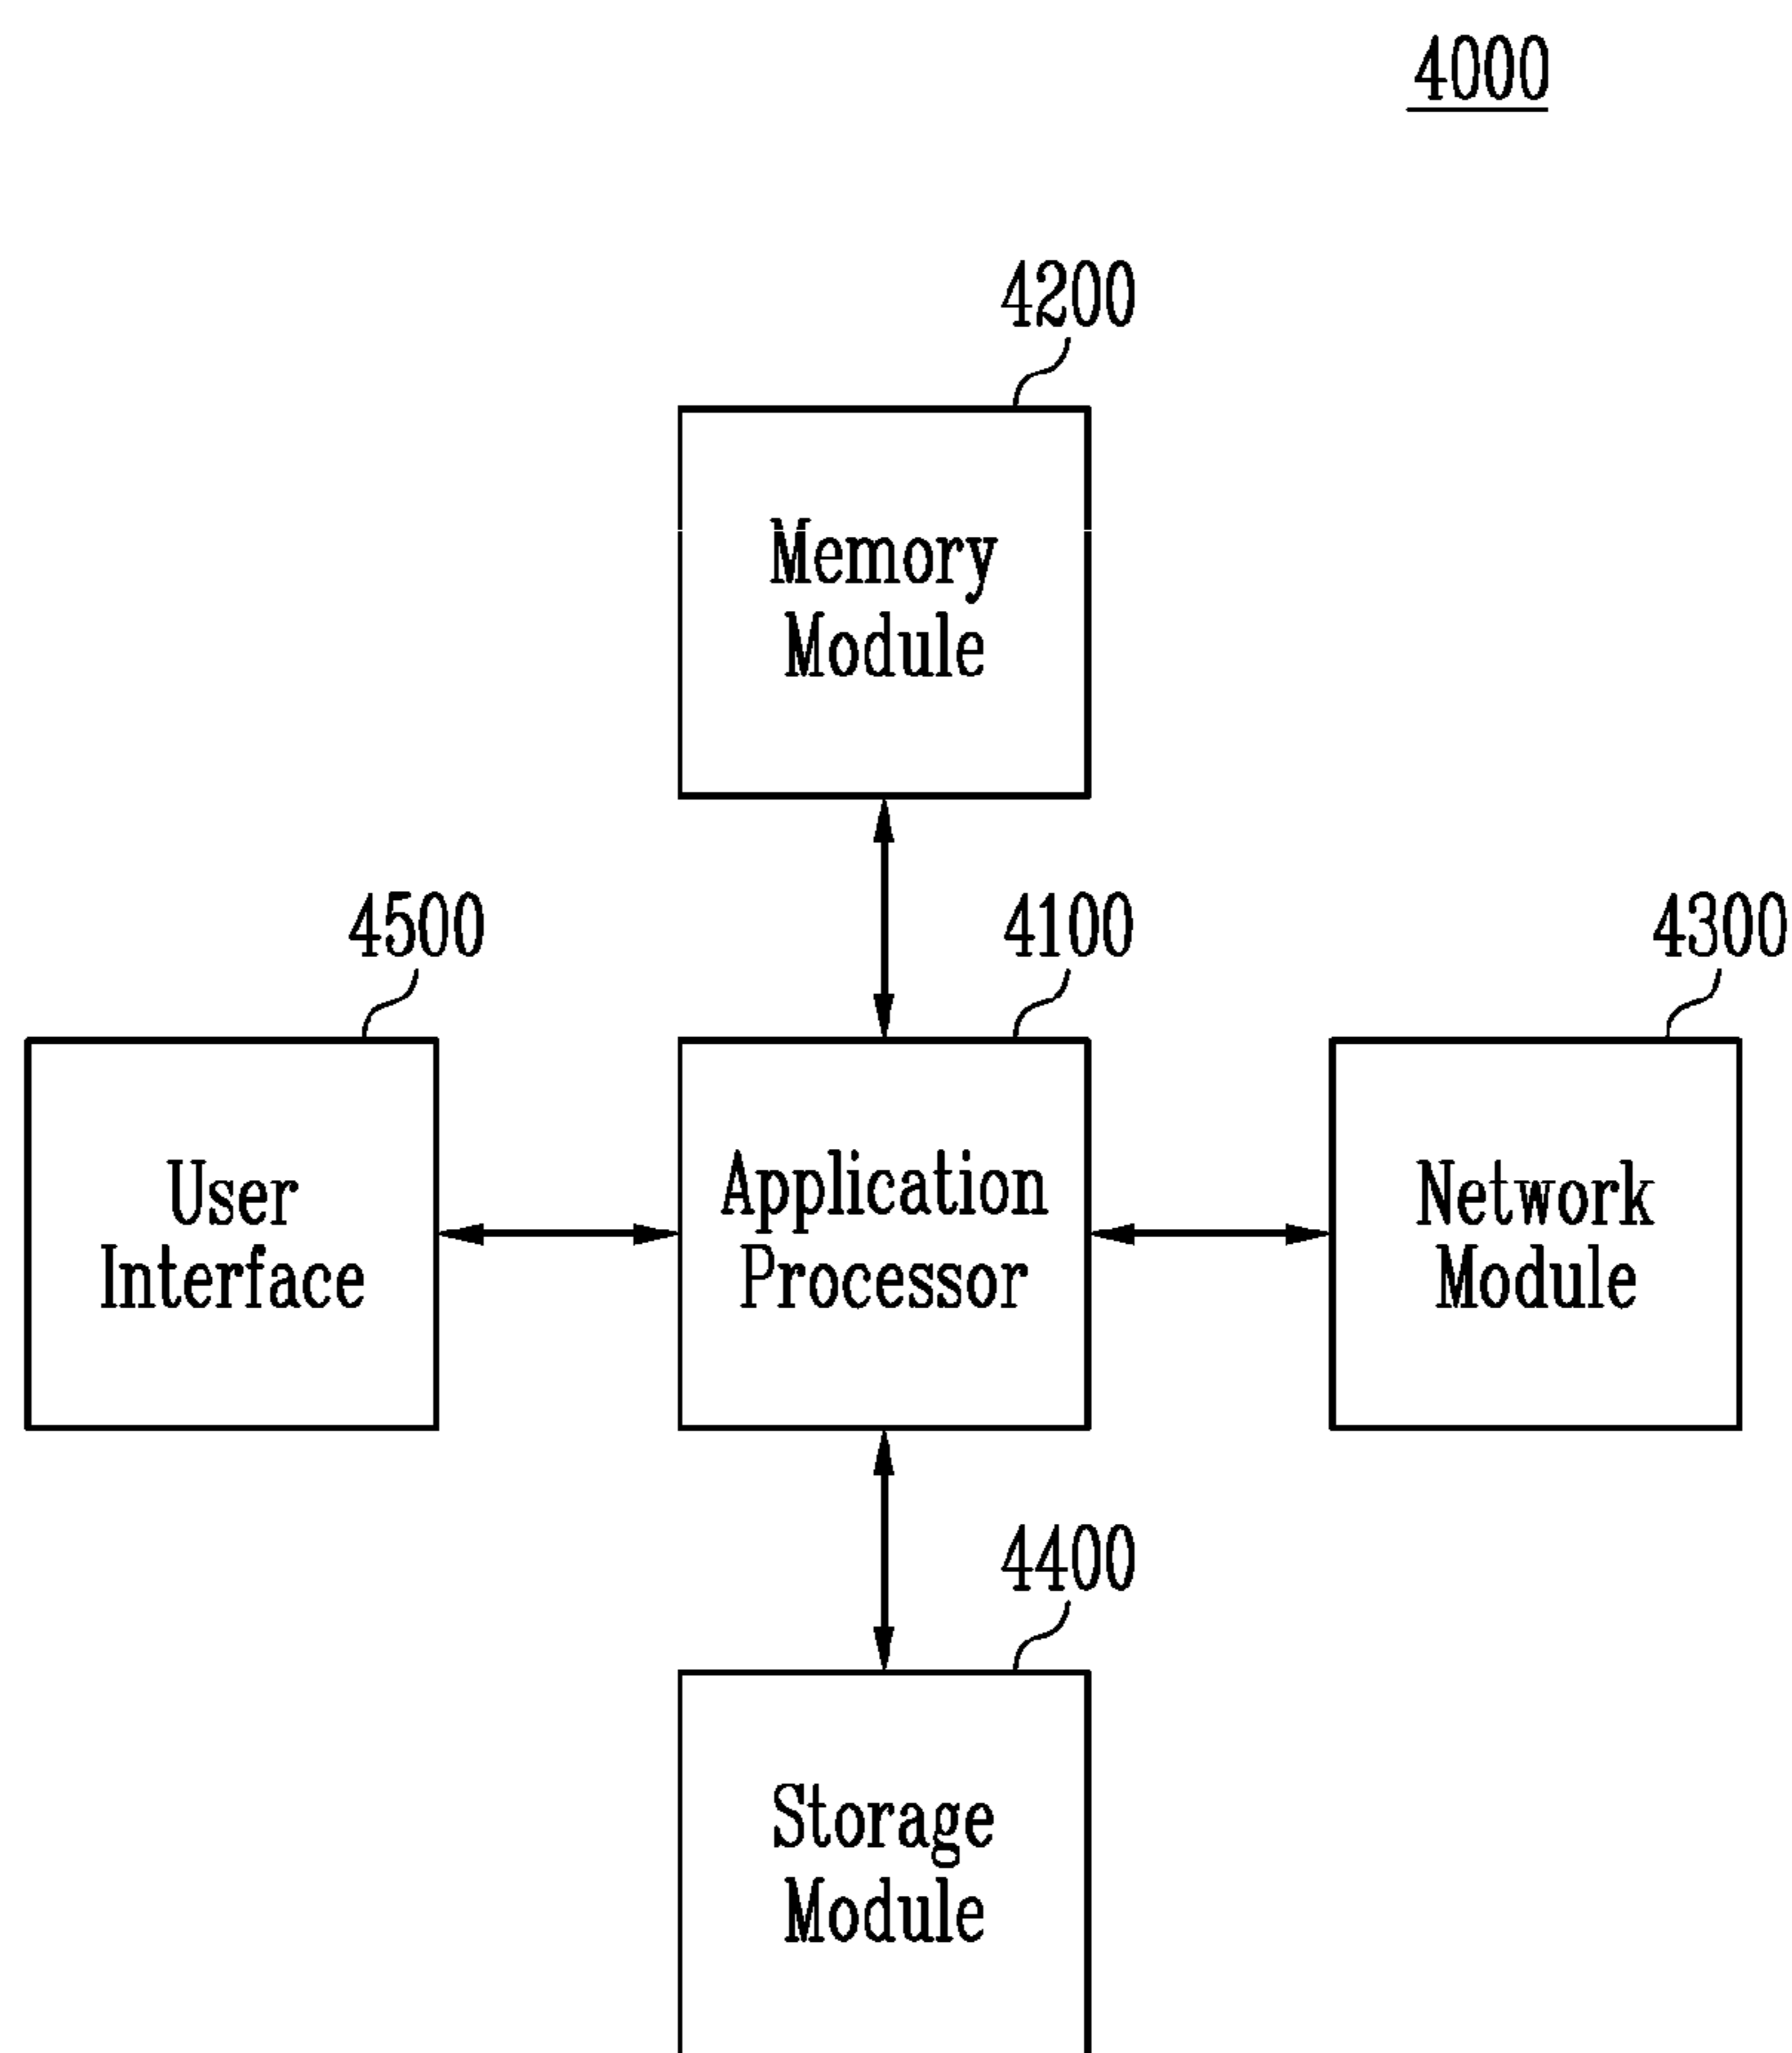 4000
4200
Memory
Module
4500
4100
4300
User
Interface
Application
Processor
Network
Module
4400
Storage
Module